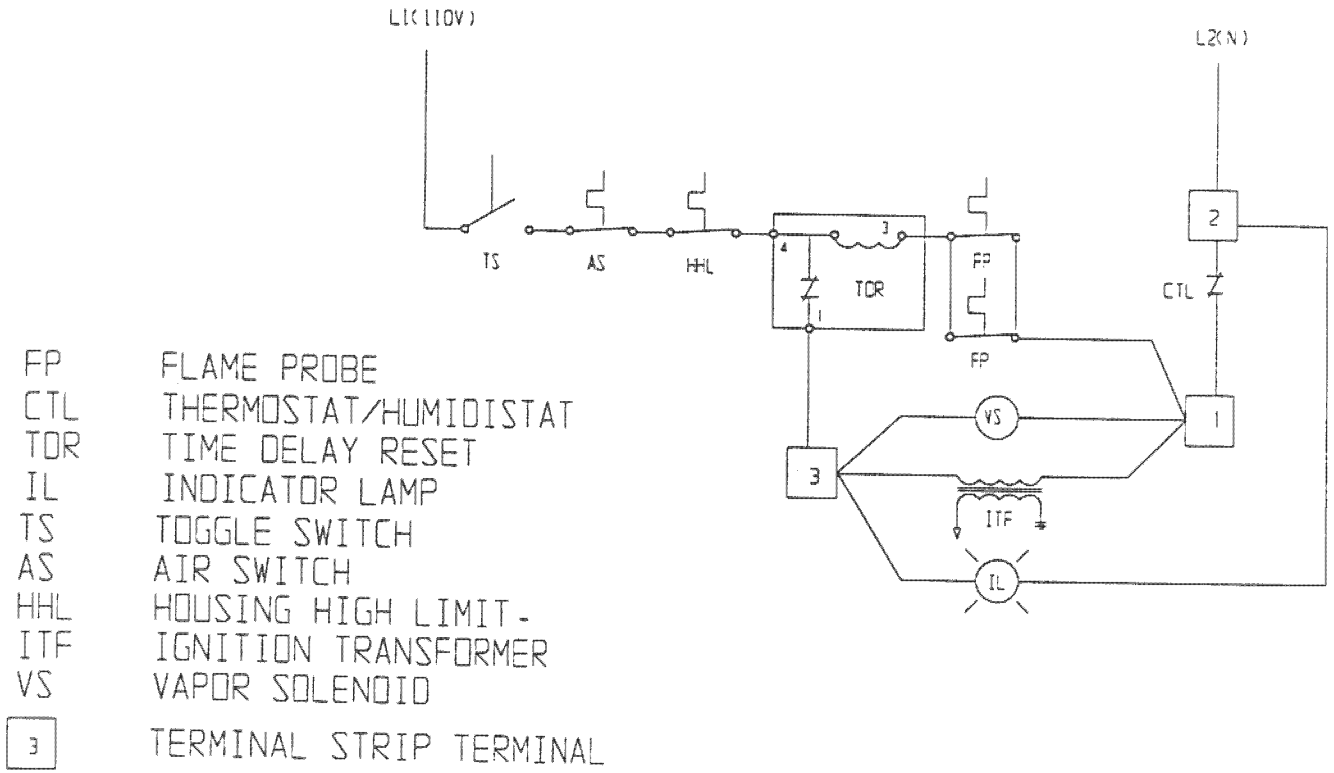 L1(110V)
L2(N)
2
3
4
TS
AS
HHL
FP
TDR
CTL
1
FP
VS
1
3
ITF
IL
FP FLAME PROBE
CTL THERMOSTAT/HUMIDISTAT
TDR TIME DELAY RESET
IL INDICATOR LAMP
TS TOGGLE SWITCH
AS AIR SWITCH
HHL HOUSING HIGH LIMIT-
ITF IGNITION TRANSFORMER
VS VAPOR SOLENOID
3 TERMINAL STRIP TERMINAL